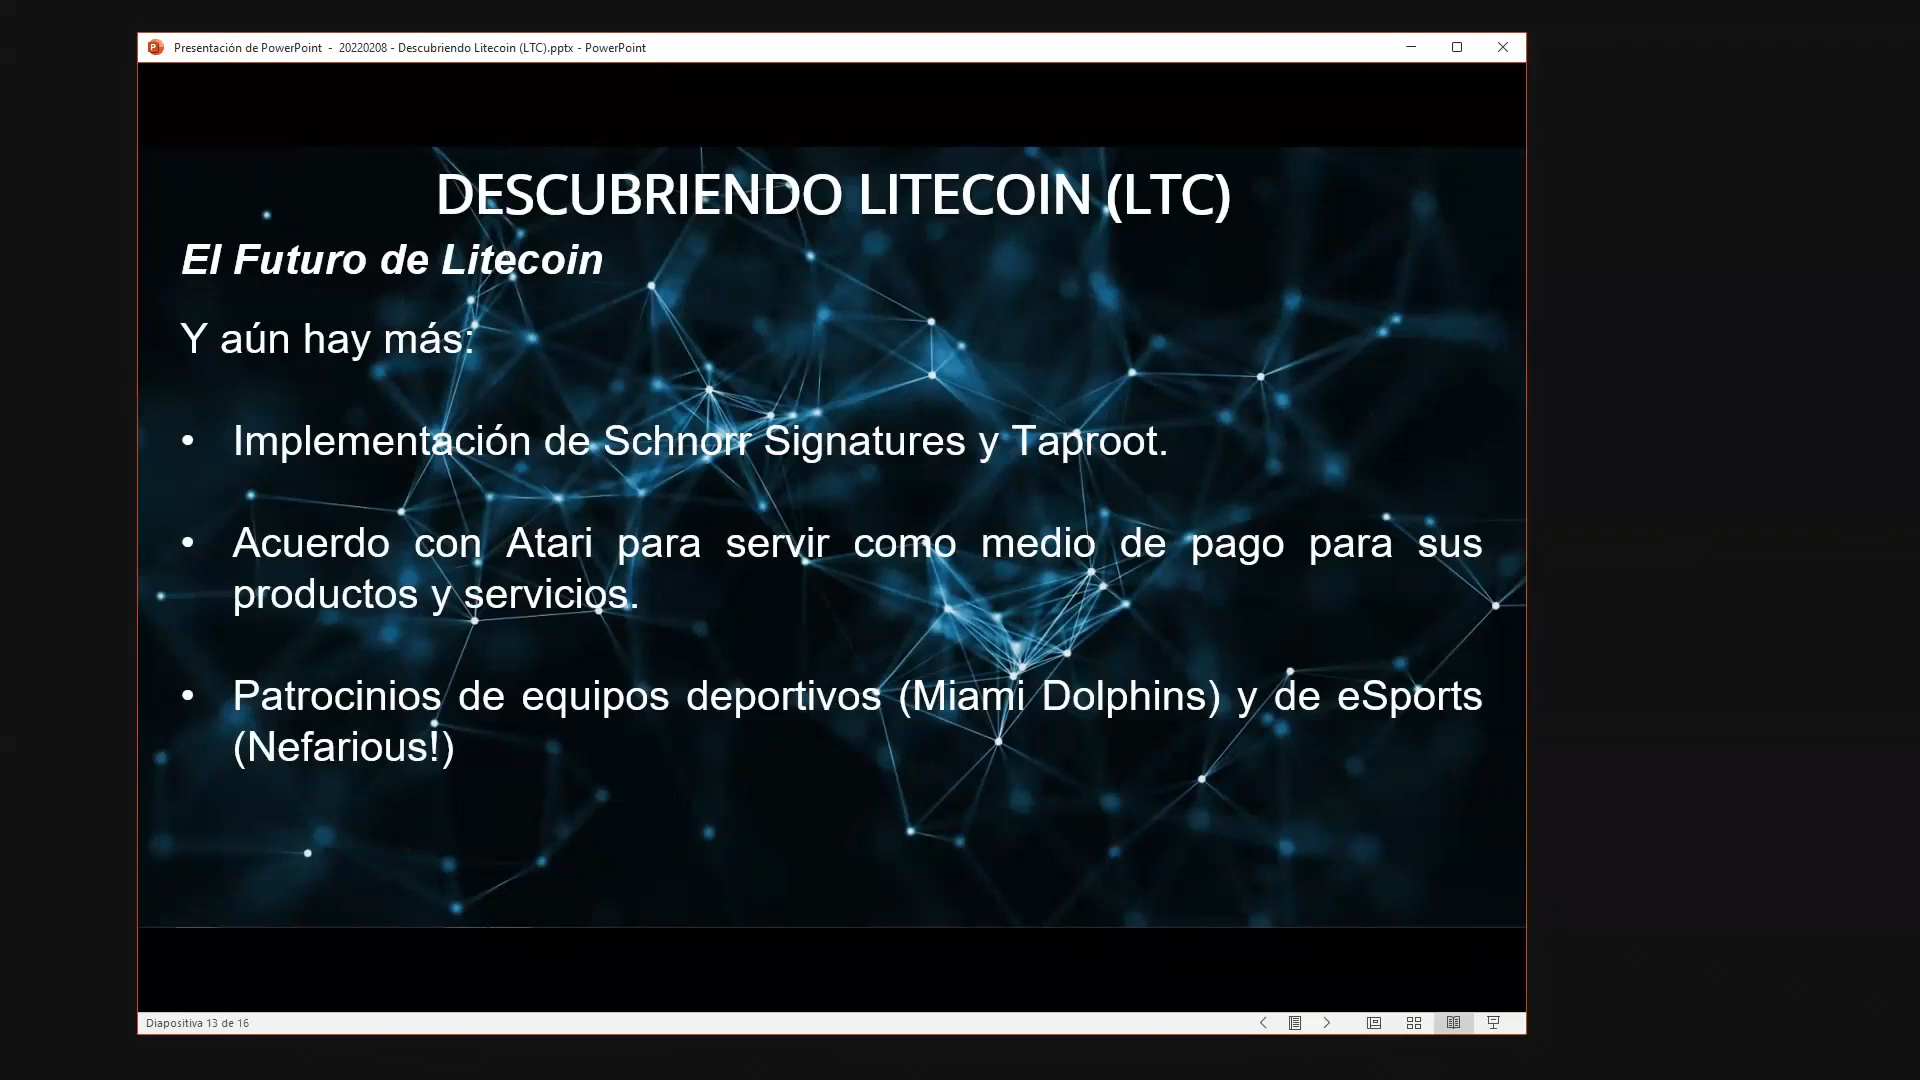 Presentación de PowerPoint - 20220208 - Descubriendo Litecoin (LTC).pptx - PowerPoint
DESCUBRIENDO LITECOIN (LTC)
El Futuro de Litecoin
Y aún hay más:
• Implementación de Schnorr Signatures y Taproot.
• Acuerdo con Atari para servir como medio de pago para sus
productos y servicios.
• Patrocinios de equipos deportivos (Miami Dolphins) y de eSports
(Nefarious!)
Diapositiva 13 de 16